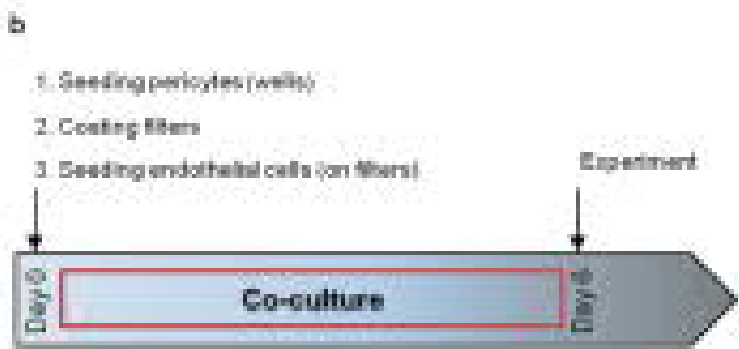 b
1. Seeding pericytes (wells)
2. Coating filters
3. Seeding endothelial cells (on filters)
Experiment
Day 0
Co-culture
Day